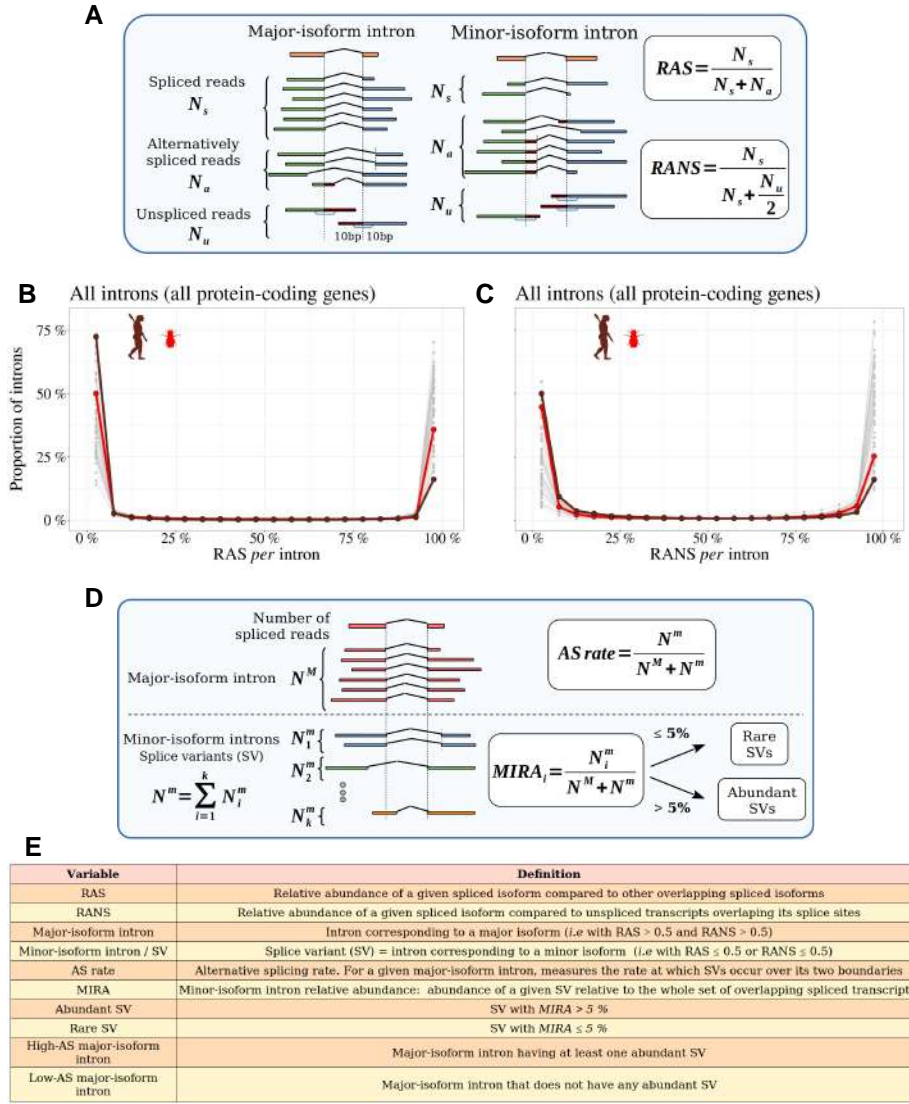 A
Major-isoform intron
Minor-isoform intron
Spliced reads
N_s
Alternatively
spliced reads
N_a
Unspliced reads
N_u
10bp 10bp
N_s
N_a
N_u
RAS = N_s / (N_s + N_a)
RANS = N_s / (N_s + N_u / 2)
B
All introns (all protein-coding genes)
Proportion of introns
75 %
50 %
25 %
0 %
0 % 25 % 50 % 75 % 100 %
RAS per intron
C
All introns (all protein-coding genes)
0 % 25 % 50 % 75 % 100 %
RANS per intron
D
Number of
spliced reads
Major-isoform intron N^M
AS rate = N^m / (N^M + N^m)
Minor-isoform introns
Splice variants (SV)
N^m = ∑_{i=1}^{k} N_i^m
N_1^m
N_2^m
N_k^m
MIRA_i = N_i^m / (N^M + N^m)
≤ 5%
Rare
SVs
> 5%
Abundant
SVs
E
Variable Definition
RAS Relative abundance of a given spliced isoform compared to other overlapping spliced isoforms
RANS Relative abundance of a given spliced isoform compared to unspliced transcripts overlaping its splice sites
Major-isoform intron Intron corresponding to a major isoform (i.e with RAS > 0.5 and RANS > 0.5)
Minor-isoform intron / SV Splice variant (SV) = intron corresponding to a minor isoform (i.e with RAS ≤ 0.5 or RANS ≤ 0.5)
AS rate Alternative splicing rate. For a given major-isoform intron, measures the rate at which SVs occur over its two boundaries
MIRA Minor-isoform intron relative abundance: abundance of a given SV relative to the whole set of overlapping spliced transcript
Abundant SV SV with MIRA > 5 %
Rare SV SV with MIRA ≤ 5 %
High-AS major-isoform
intron
Major-isoform intron having at least one abundant SV
Low-AS major-isoform
intron
Major-isoform intron that does not have any abundant SV